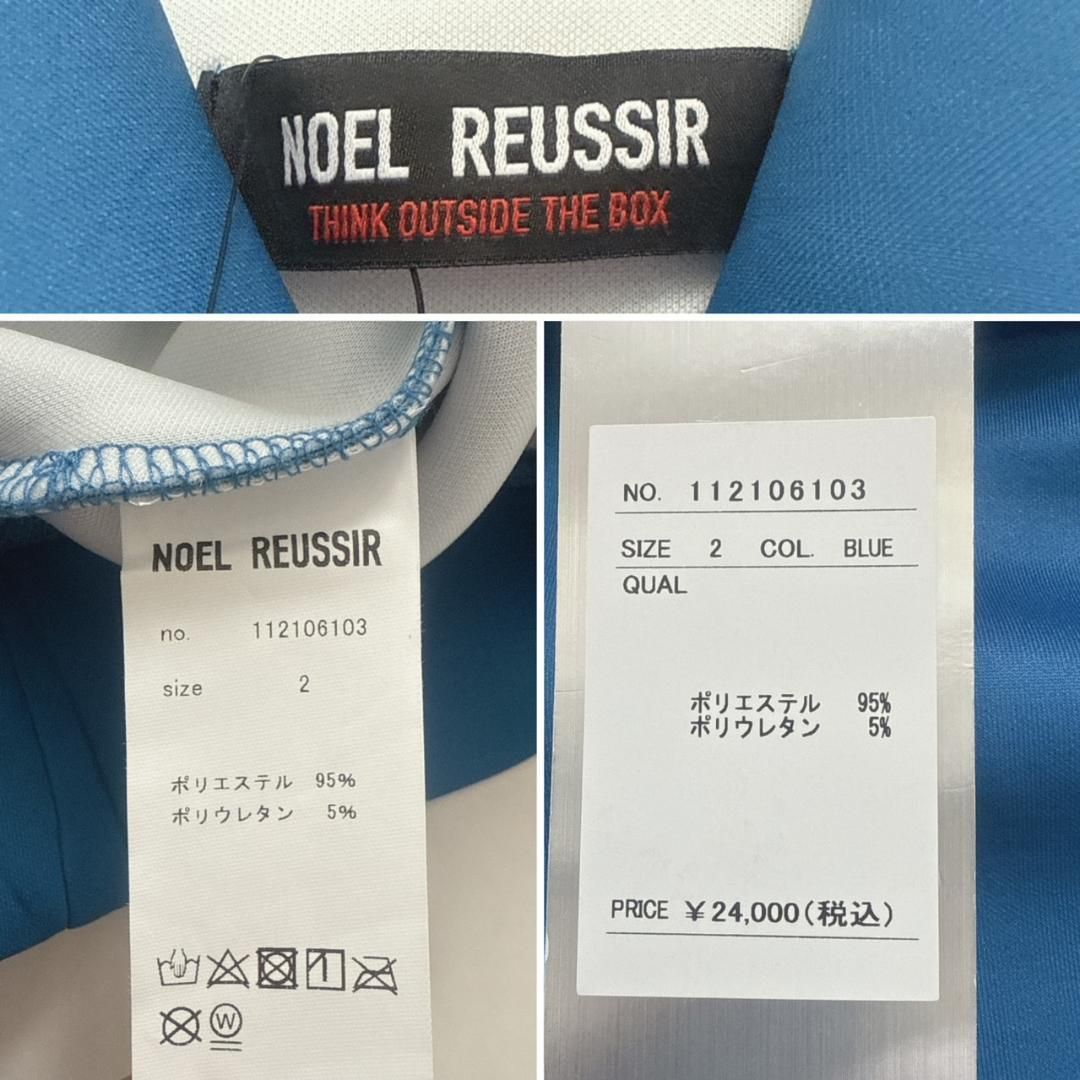 NOEL REUSSIR
THINK OUTSIDE THE BOX
NOEL REUSSIR
no. 112106103
size 2
ポリエステル 95%
ポリウレタン 5%
W
NO. 112106103
SIZE 2 COL. BLUE
QUAL
ポリエステル 95%
ポリウレタン 5%
PRICE ¥24,000(税込)